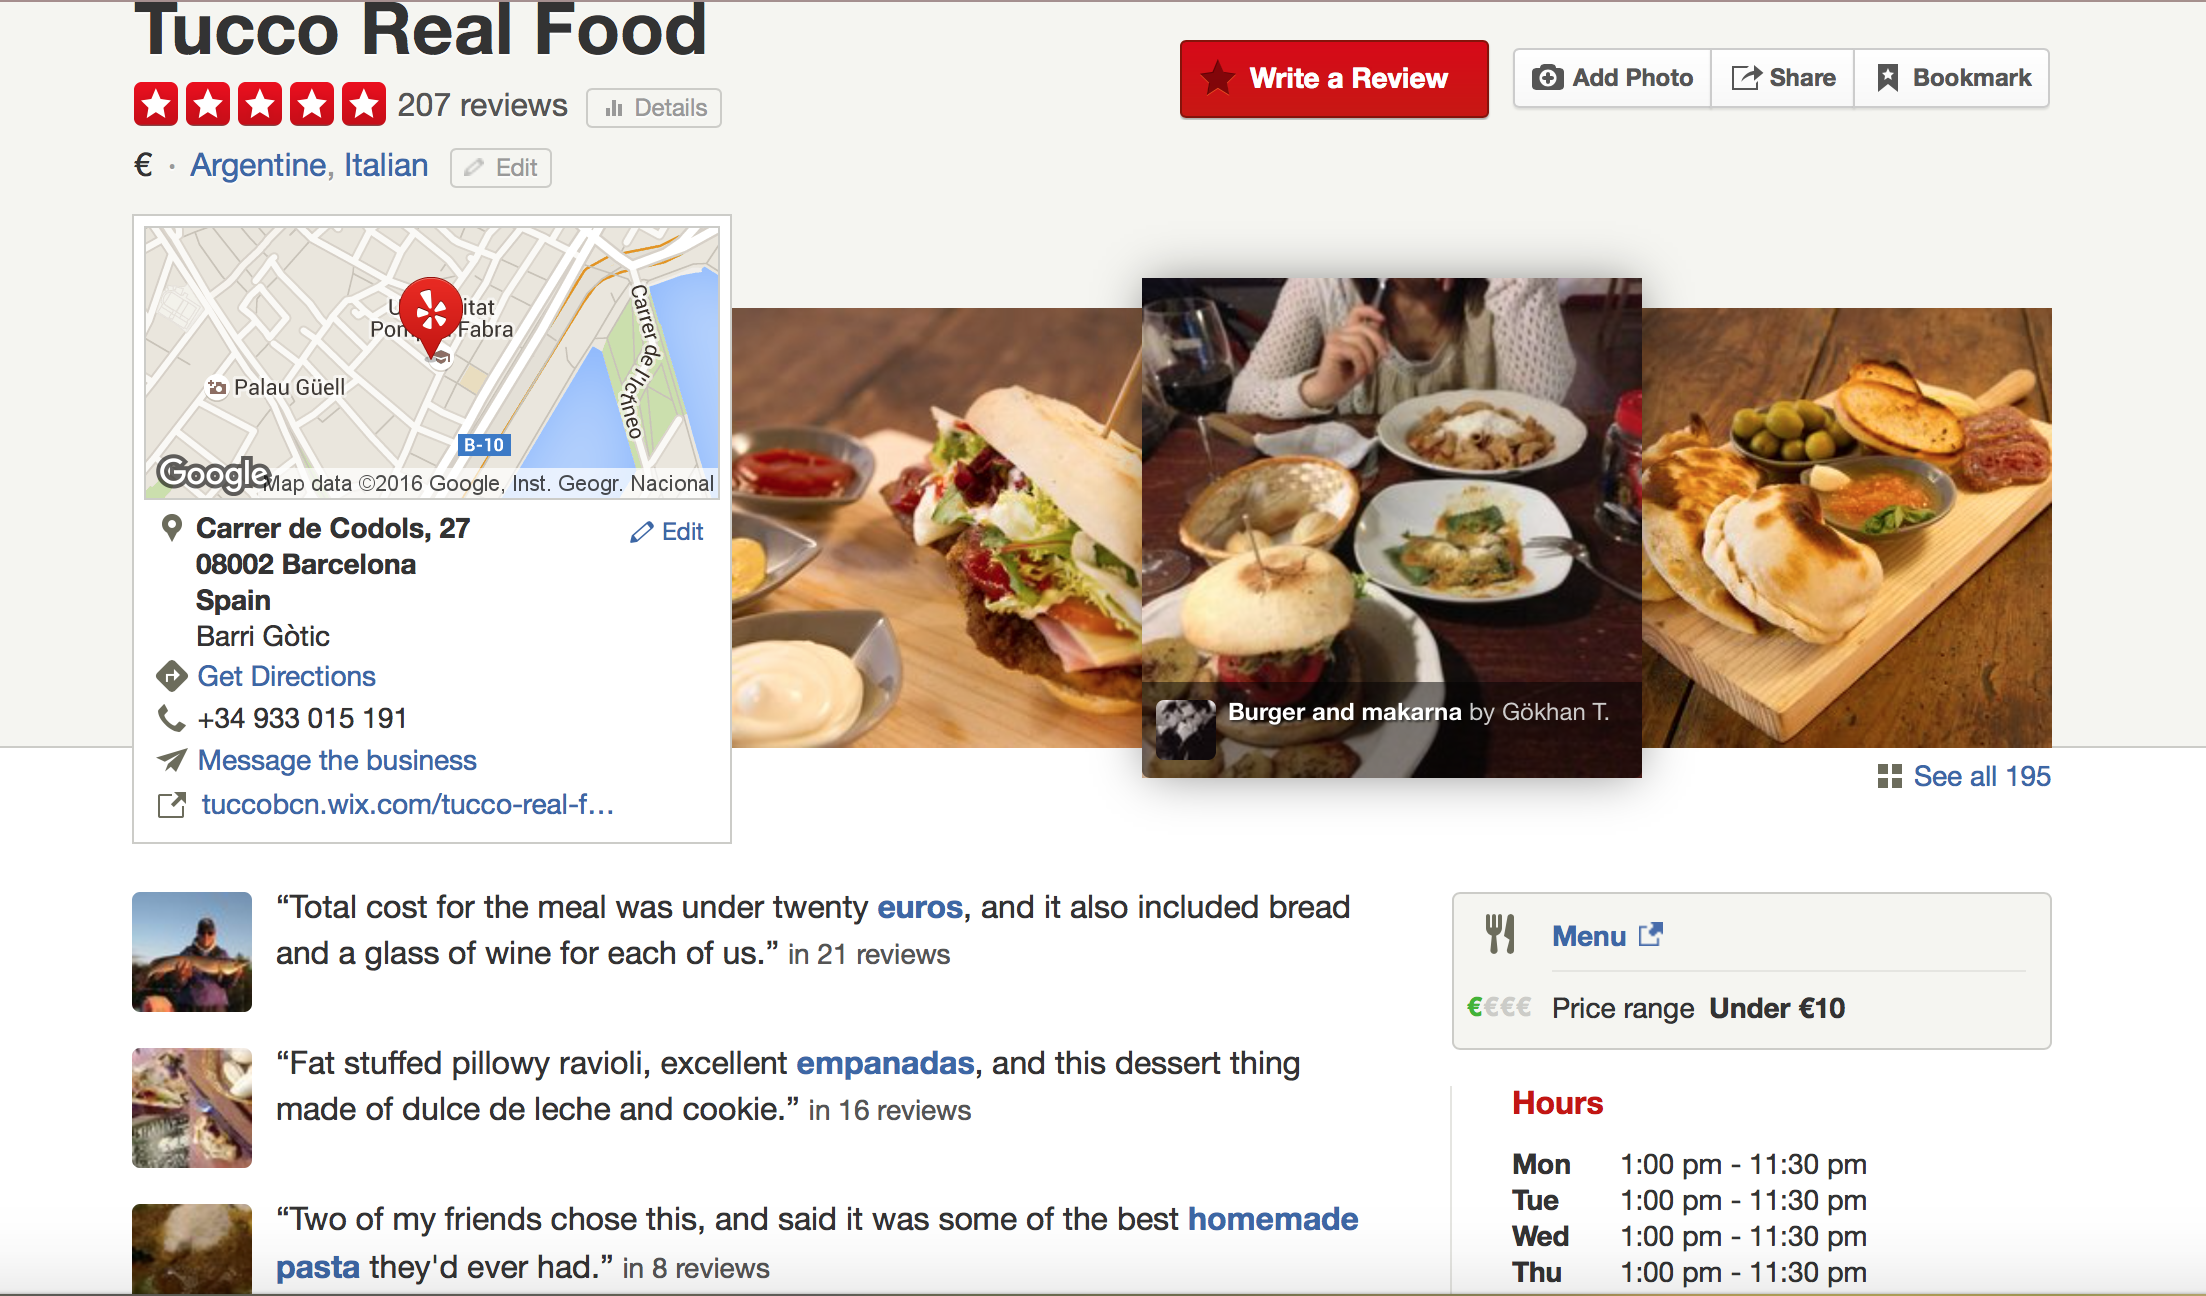 Tucco Real Food
207 reviews Details
€ · Argentine, Italian Edit
Write a Review
Add Photo Share Bookmark
Palau Güell
Fabra
Carrer de
B-10
Google
Map data ©2016 Google, Inst. Geogr. Nacional
Carrer de Codols, 27 Edit
08002 Barcelona
Spain
Barri Gòtic
Get Directions
+34 933 015 191
Message the business
tuccobcn.wix.com/tucco-real-f…
Burger and makarna by Gökhan T.
See all 195
“Total cost for the meal was under twenty euros, and it also included bread
and a glass of wine for each of us.” in 21 reviews
“Fat stuffed pillowy ravioli, excellent empanadas, and this dessert thing
made of dulce de leche and cookie.” in 16 reviews
“Two of my friends chose this, and said it was some of the best homemade
pasta they'd ever had.” in 8 reviews
Menu
€€€€ Price range Under €10
Hours
Mon 1:00 pm - 11:30 pm
Tue 1:00 pm - 11:30 pm
Wed 1:00 pm - 11:30 pm
Thu 1:00 pm - 11:30 pm